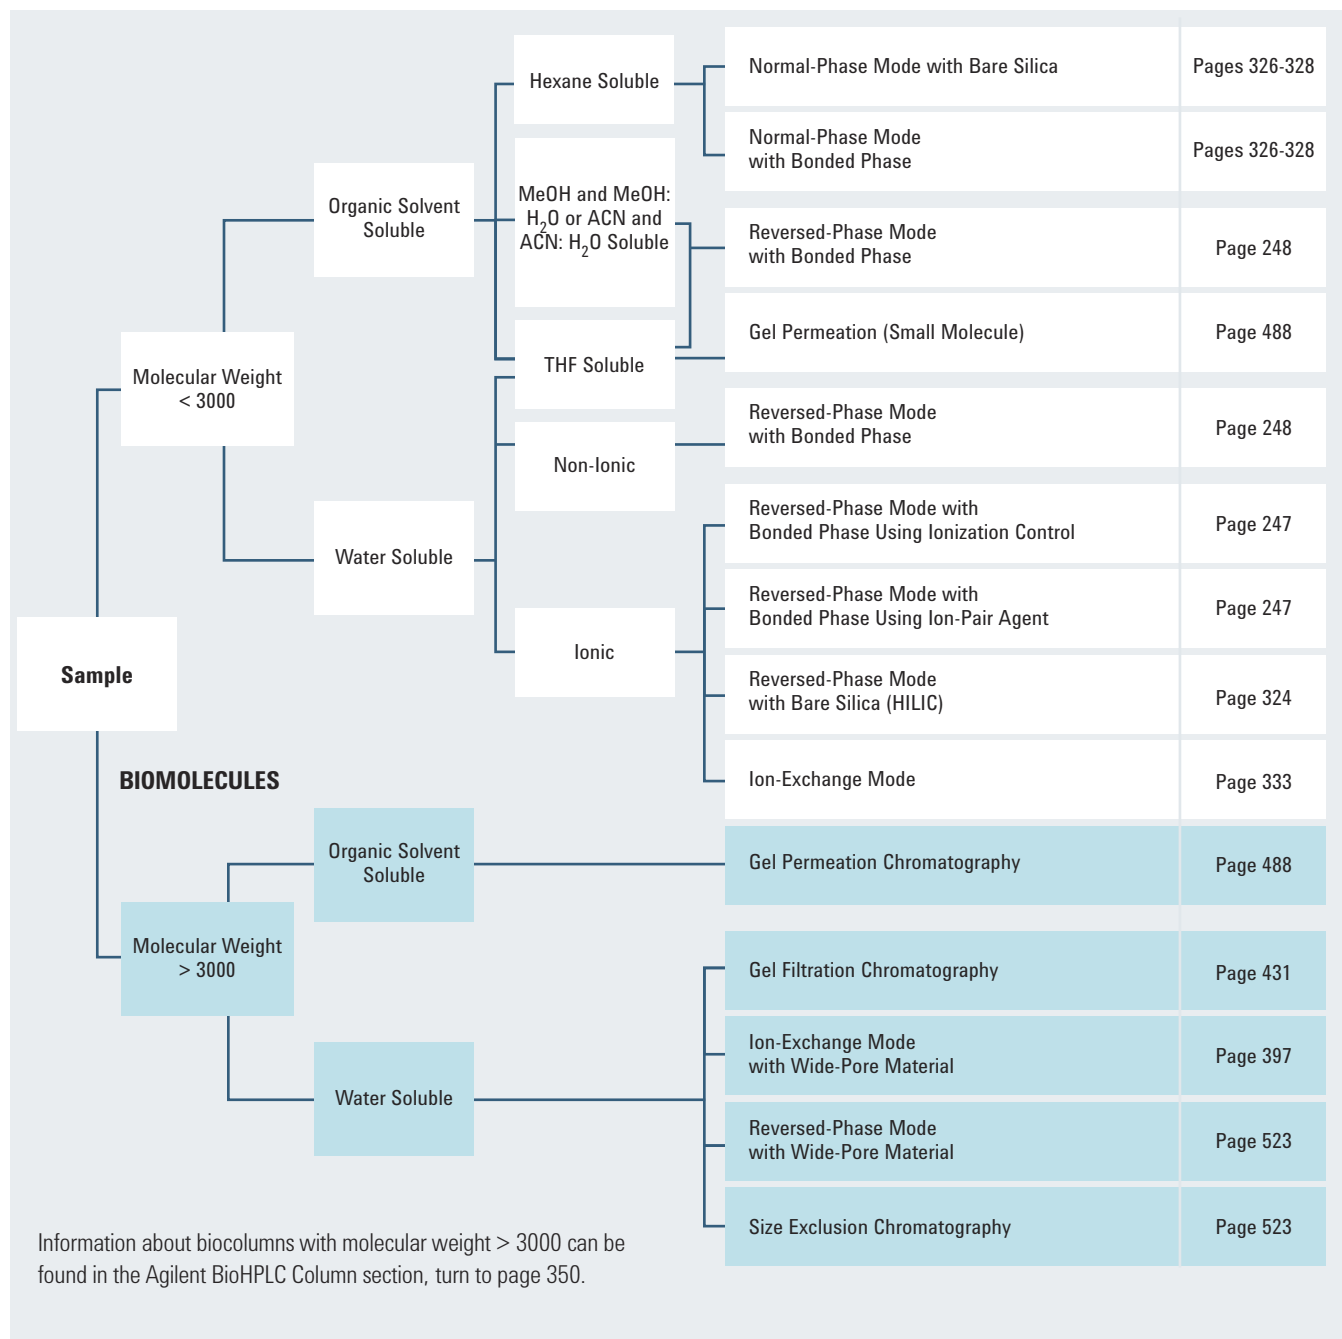 Sample
Molecular Weight
< 3000
Organic Solvent
Soluble
Hexane Soluble
Normal-Phase Mode with Bare Silica
Pages 326-328
Normal-Phase Mode
with Bonded Phase
Pages 326-328
MeOH and MeOH:
H2O or ACN and
ACN: H2O Soluble
Reversed-Phase Mode
with Bonded Phase
Page 248
THF Soluble
Gel Permeation (Small Molecule)
Page 488
Water Soluble
Non-Ionic
Reversed-Phase Mode
with Bonded Phase
Page 248
Ionic
Reversed-Phase Mode with
Bonded Phase Using Ionization Control
Page 247
Reversed-Phase Mode with
Bonded Phase Using Ion-Pair Agent
Page 247
Reversed-Phase Mode
with Bare Silica (HILIC)
Page 324
Ion-Exchange Mode
Page 333
BIOMOLECULES
Molecular Weight
> 3000
Organic Solvent
Soluble
Gel Permeation Chromatography
Page 488
Water Soluble
Gel Filtration Chromatography
Page 431
Ion-Exchange Mode
with Wide-Pore Material
Page 397
Reversed-Phase Mode
with Wide-Pore Material
Page 523
Size Exclusion Chromatography
Page 523
Information about biocolumns with molecular weight > 3000 can be
found in the Agilent BioHPLC Column section, turn to page 350.